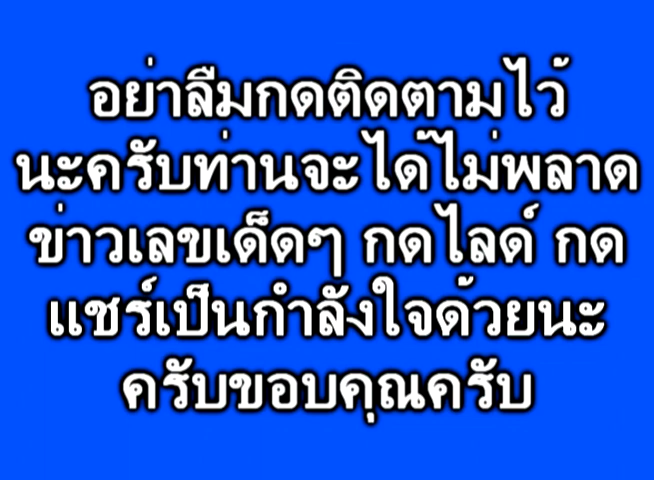 อย่าลืมกดติดตามไว้
นะครับท่านจะได้ไม่พลาด
ข่าวเลขเด็ดๆ กดไลด์ กด
แชร์เป็นกำลังใจด้วยนะ
ครับขอบคุณครับ